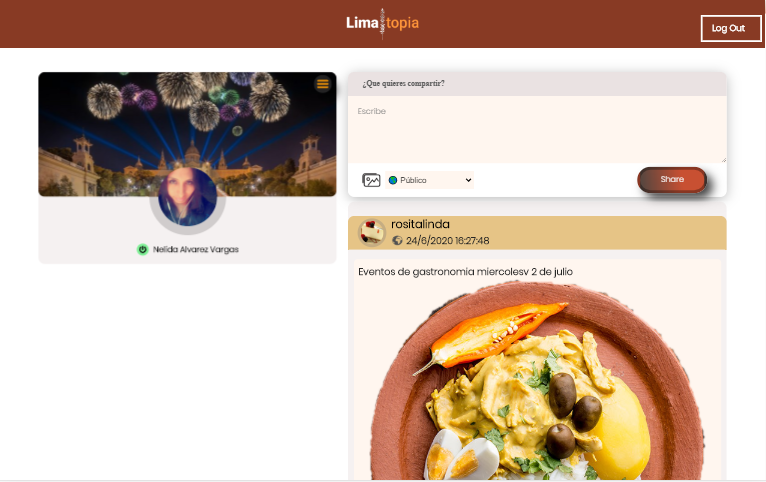 Limatopia
Log Out
Nelida Alvarez Vargas
¿Que quieres compartir?
Escribe
Público
Share
rositalinda
24/6/2020 16:27:48
Eventos de gastronomia miercolesv 2 de julio